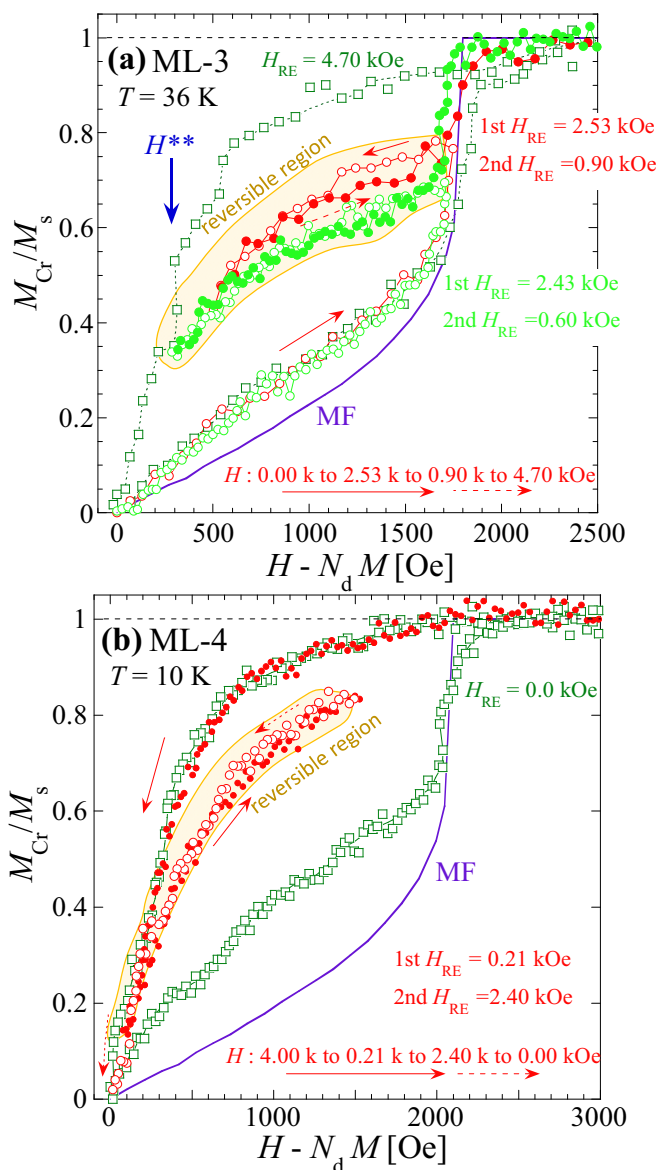 (a) ML-3
T = 36 K
H_RE = 4.70 kOe
H**
reversible region
1st H_RE = 2.53 kOe
2nd H_RE =0.90 kOe
1st H_RE = 2.43 kOe
2nd H_RE =0.60 kOe
MF
H : 0.00 k to 2.53 k to 0.90 k to 4.70 kOe
M_Cr/M_s
1
0.8
0.6
0.4
0.2
0
0 500 1000 1500 2000 2500
H - N_d M [Oe]
(b) ML-4
T = 10 K
H_RE = 0.0 kOe
reversible region
MF
1st H_RE = 0.21 kOe
2nd H_RE =2.40 kOe
H : 4.00 k to 0.21 k to 2.40 k to 0.00 kOe
M_Cr/M_s
1
0.8
0.6
0.4
0.2
0
0 1000 2000 3000
H - N_d M [Oe]